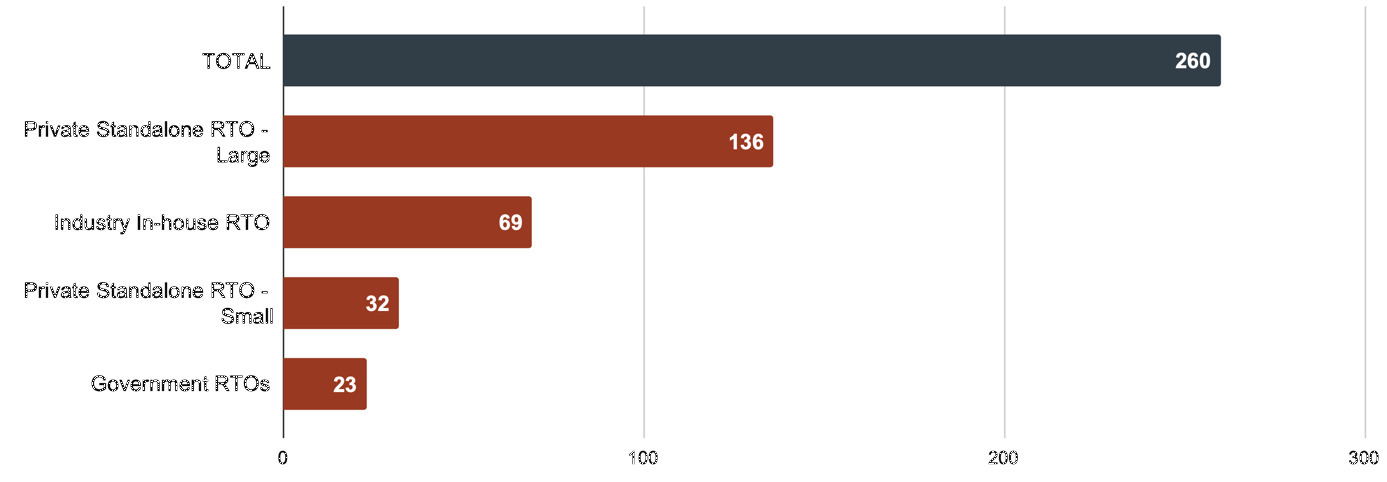 TOTAL
260
Private Standalone RTO -
Large
136
Industry In-house RTO
69
Private Standalone RTO -
Small
32
Government RTOs
23
0
100
200
300